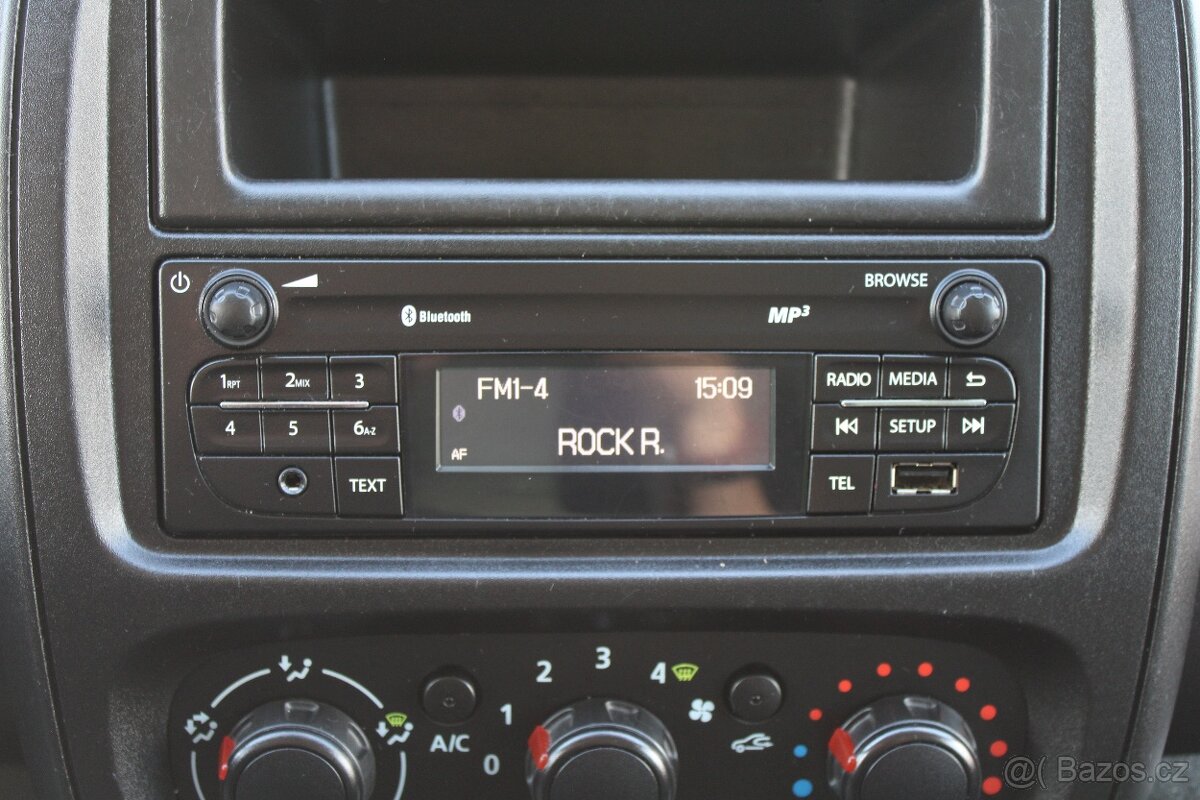 BROWSE
Bluetooth MP3
1RPT 2MIX 3
FM1-4 15:09
RADIO MEDIA
4 5 6A-Z
AF ROCK R.
SETUP
TEXT
TEL
0 1 2 3 4
A/C
@( Bazos.cz